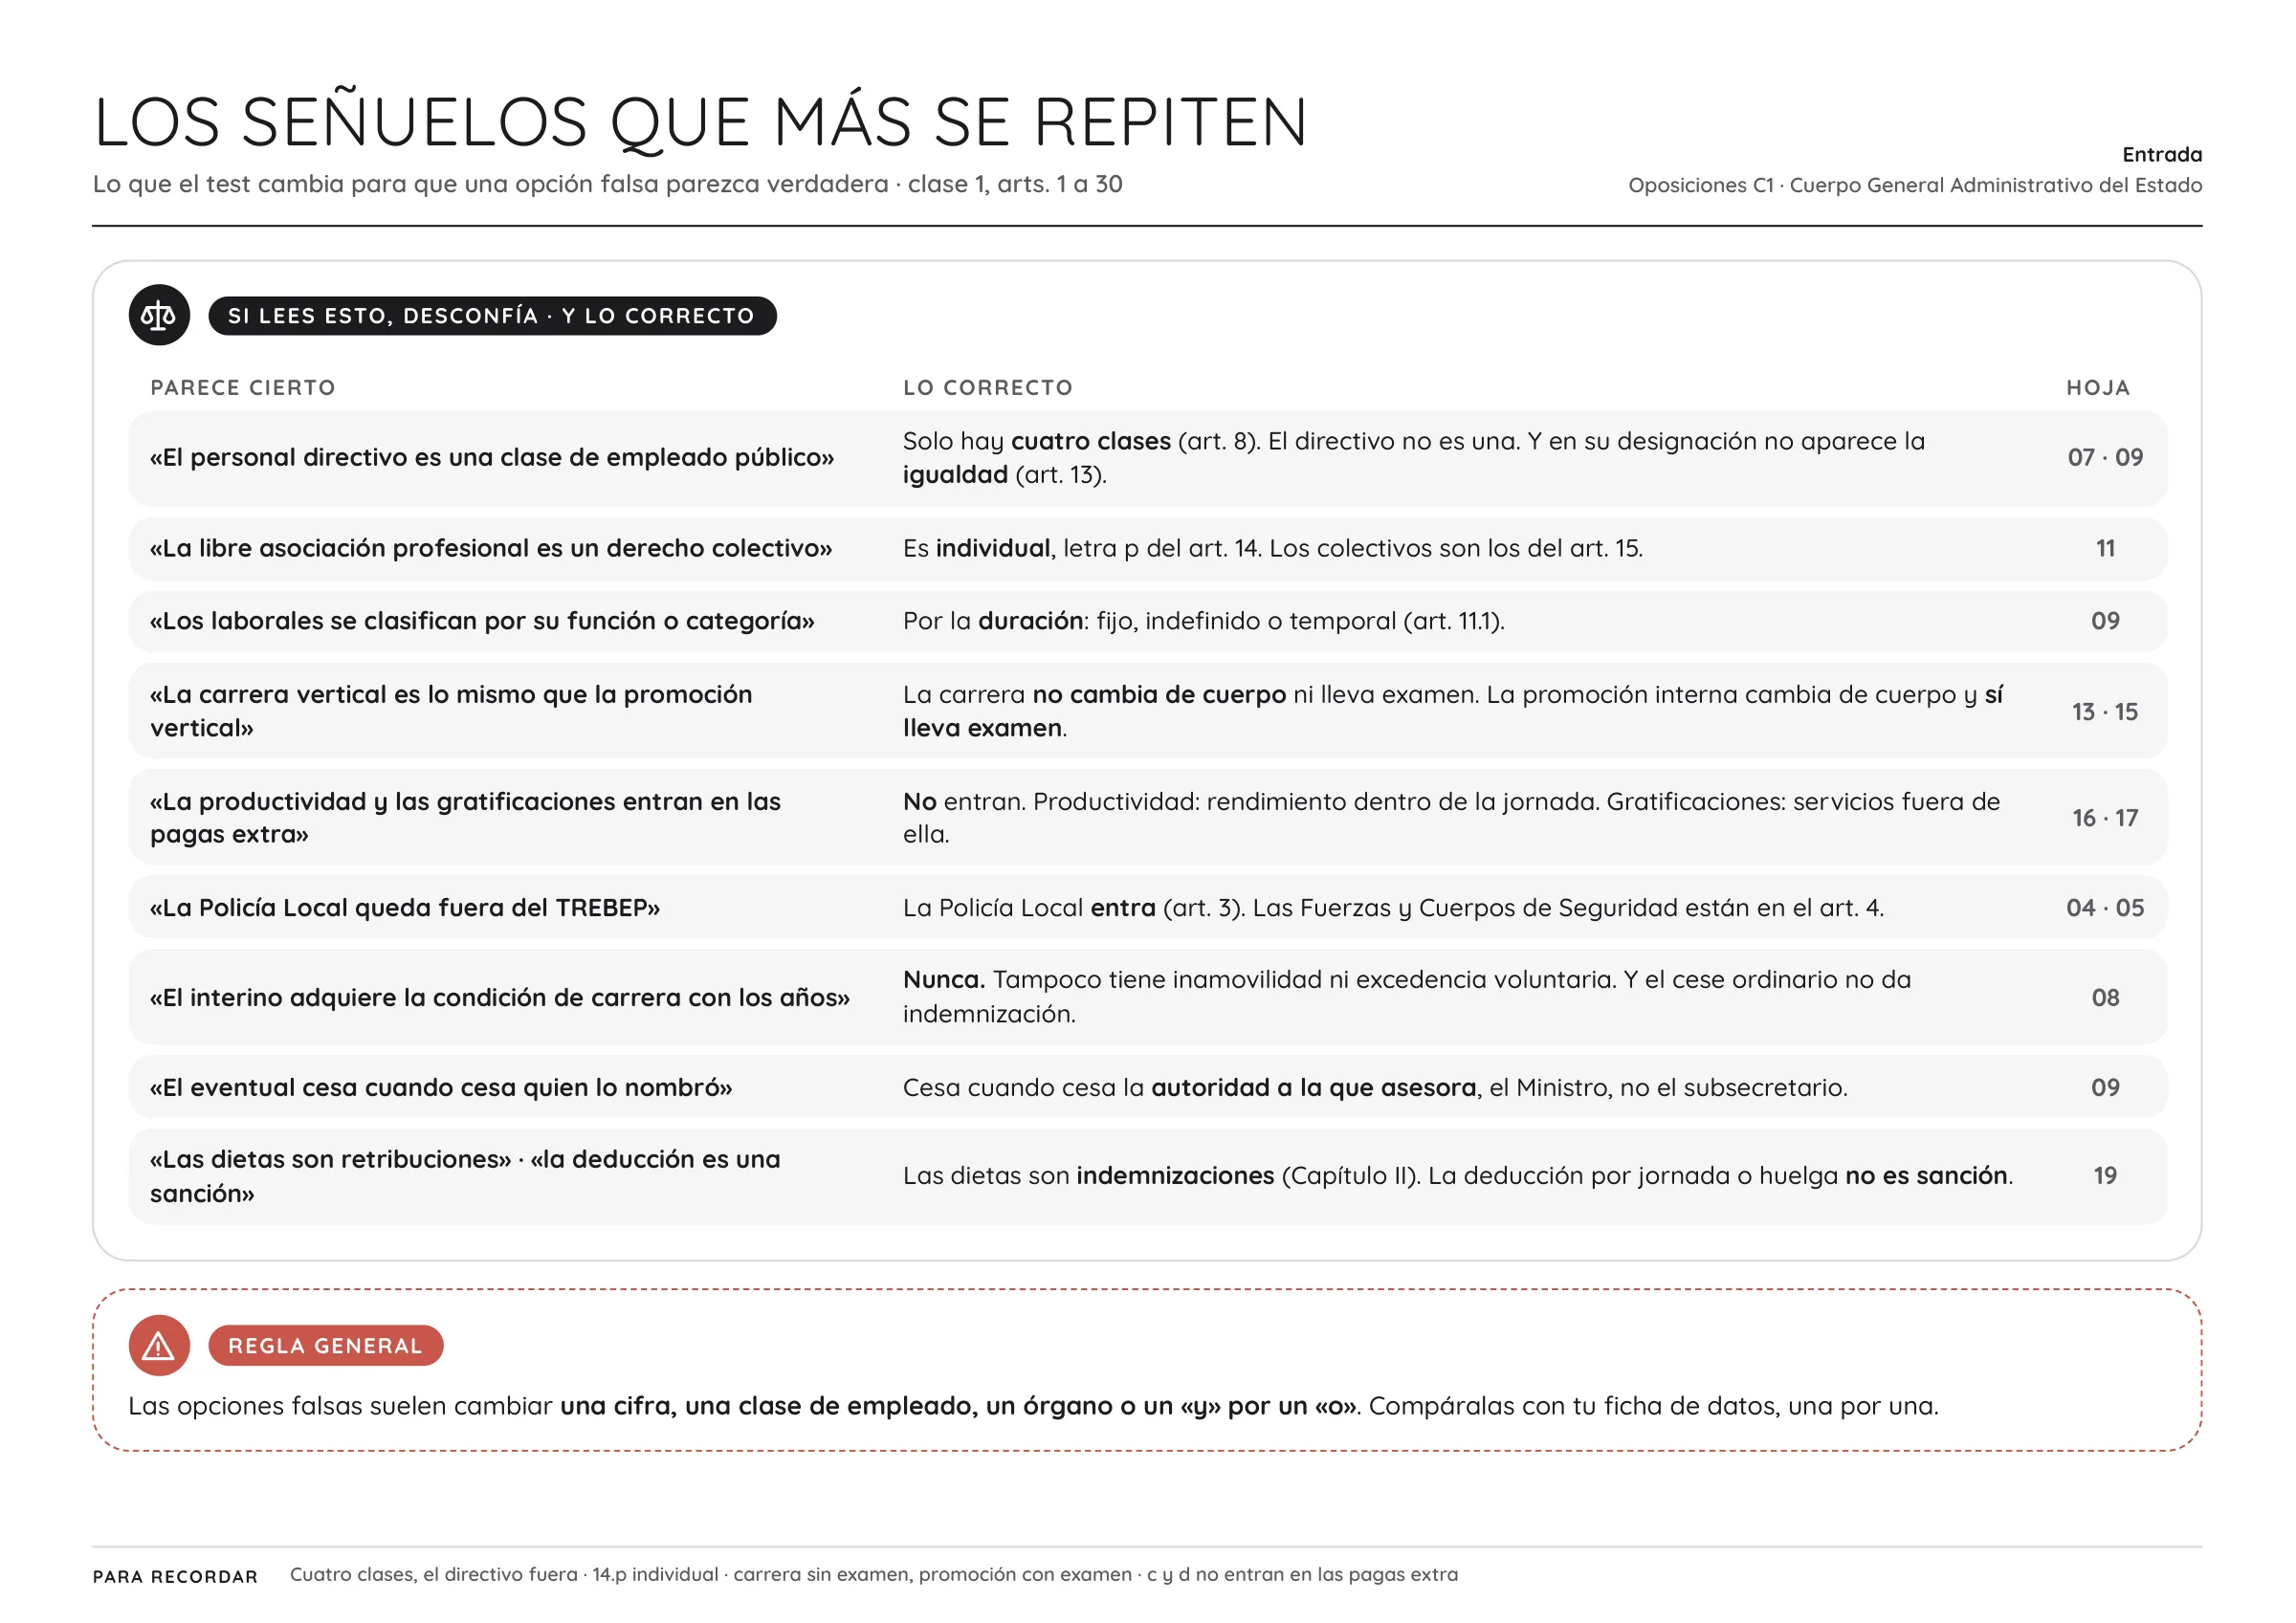 LOS SEÑUELOS QUE MÁS SE REPITEN
Lo que el test cambia para que una opción falsa parezca verdadera · clase 1, arts. 1 a 30
Entrada
Oposiciones C1 · Cuerpo General Administrativo del Estado
SI LEES ESTO, DESCONFÍA · Y LO CORRECTO
PARECE CIERTO
LO CORRECTO
HOJA
«El personal directivo es una clase de empleado público»
Solo hay cuatro clases (art. 8). El directivo no es una. Y en su designación no aparece la
igualdad (art. 13).
07 · 09
«La libre asociación profesional es un derecho colectivo»
Es individual, letra p del art. 14. Los colectivos son los del art. 15.
11
«Los laborales se clasifican por su función o categoría»
Por la duración: fijo, indefinido o temporal (art. 11.1).
09
«La carrera vertical es lo mismo que la promoción
vertical»
La carrera no cambia de cuerpo ni lleva examen. La promoción interna cambia de cuerpo y sí
lleva examen.
13 · 15
«La productividad y las gratificaciones entran en las
pagas extra»
No entran. Productividad: rendimiento dentro de la jornada. Gratificaciones: servicios fuera de
ella.
16 · 17
«La Policía Local queda fuera del TREBEP»
La Policía Local entra (art. 3). Las Fuerzas y Cuerpos de Seguridad están en el art. 4.
04 · 05
«El interino adquiere la condición de carrera con los años»
Nunca. Tampoco tiene inamovilidad ni excedencia voluntaria. Y el cese ordinario no da
indemnización.
08
«El eventual cesa cuando cesa quien lo nombró»
Cesa cuando cesa la autoridad a la que asesora, el Ministro, no el subsecretario.
09
«Las dietas son retribuciones» · «la deducción es una
sanción»
Las dietas son indemnizaciones (Capítulo II). La deducción por jornada o huelga no es sanción.
19
REGLA GENERAL
Las opciones falsas suelen cambiar una cifra, una clase de empleado, un órgano o un «y» por un «o». Compáralas con tu ficha de datos, una por una.
PARA RECORDAR
Cuatro clases, el directivo fuera · 14.p individual · carrera sin examen, promoción con examen · c y d no entran en las pagas extra